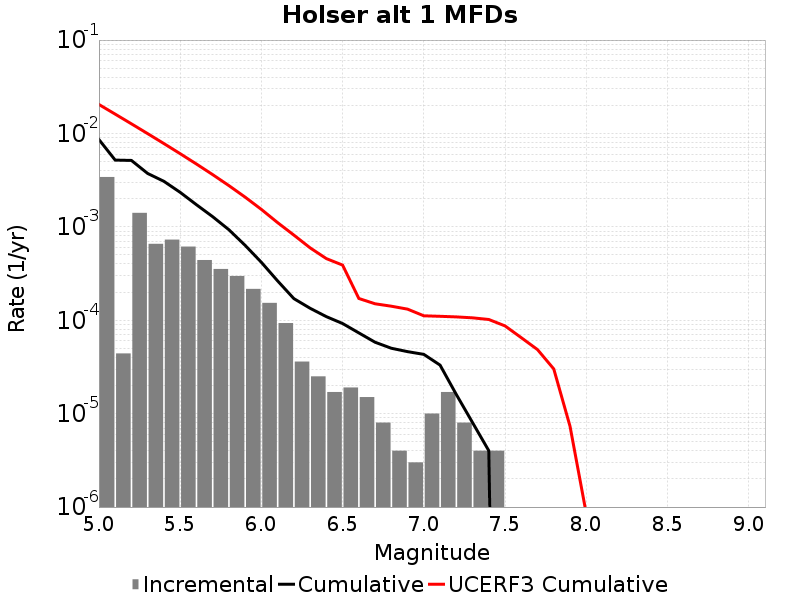 Holser alt 1 MFDs
10-1
10-2
10-3
10-4
10-5
10-6
Rate (1/yr)
5.0 5.5 6.0 6.5 7.0 7.5 8.0 8.5 9.0
Magnitude
Incremental Cumulative UCERF3 Cumulative